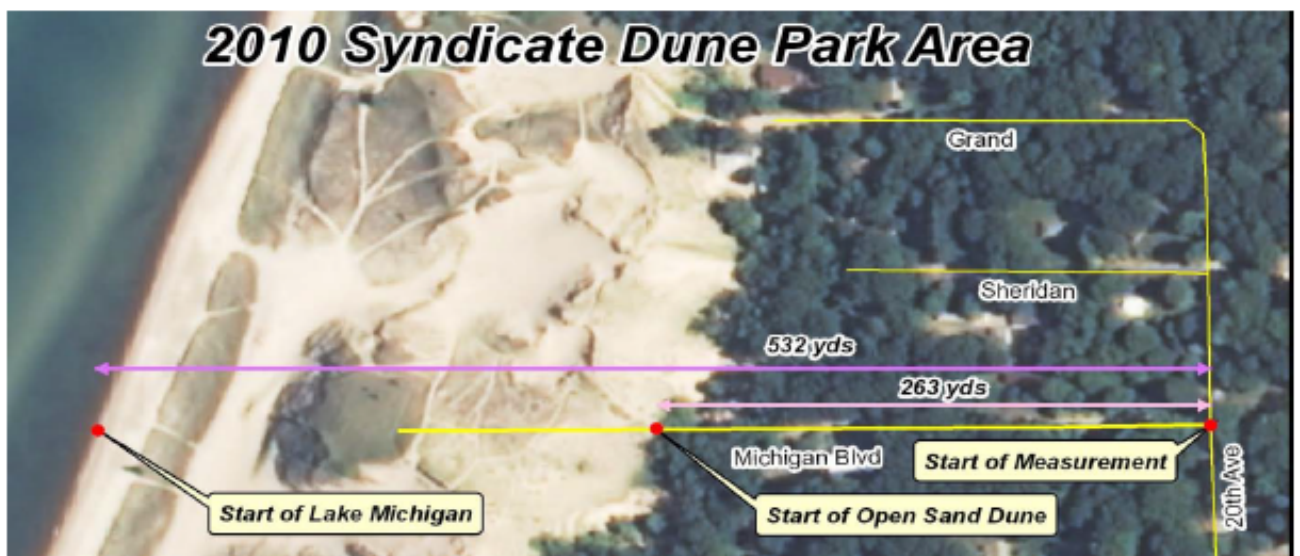 2010 Syndicate Dune Park Area
Grand
Sheridan
532 yds
263 yds
Michigan Blvd
Start of Measurement
20th Ave
Start of Lake Michigan
Start of Open Sand Dune